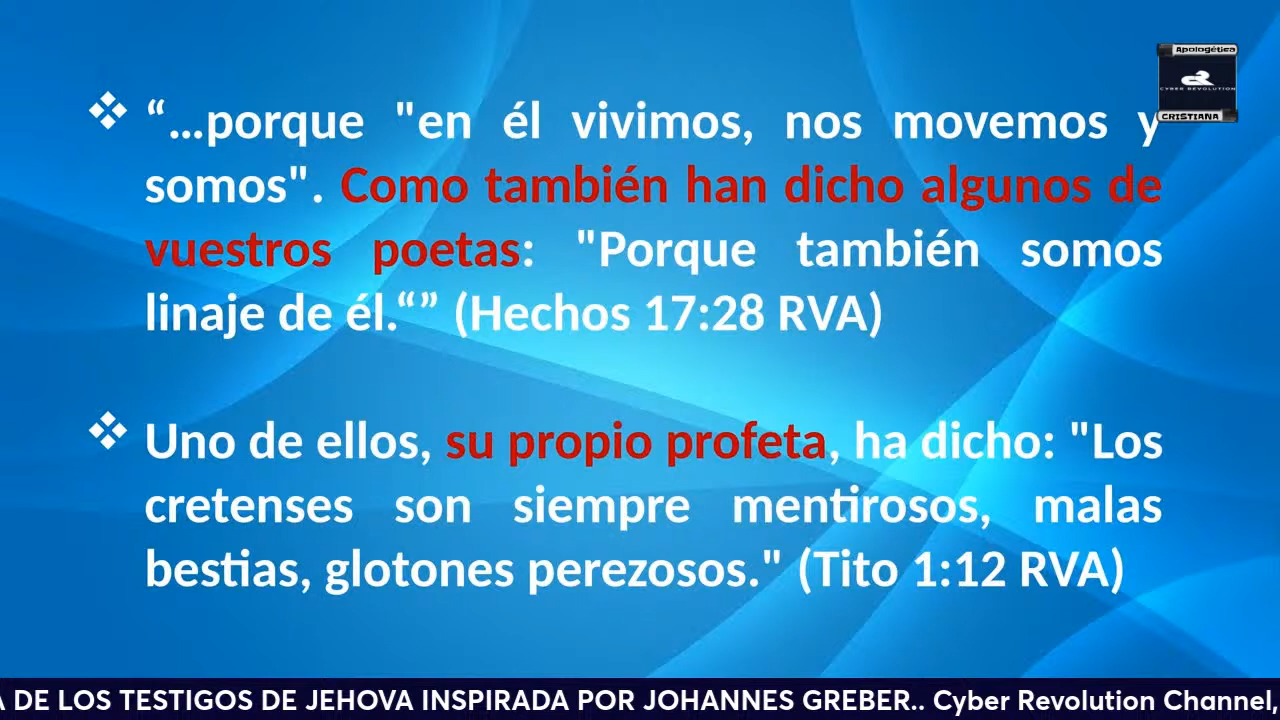 Apologética
CYBER REVOLUTION
CRISTIANA
“…porque "en él vivimos, nos movemos y
somos". Como también han dicho algunos de
vuestros poetas: "Porque también somos
linaje de él.“” (Hechos 17:28 RVA)
Uno de ellos, su propio profeta, ha dicho: "Los
cretenses son siempre mentirosos, malas
bestias, glotones perezosos." (Tito 1:12 RVA)
A DE LOS TESTIGOS DE JEHOVA INSPIRADA POR JOHANNES GREBER.. Cyber Revolution Channel,